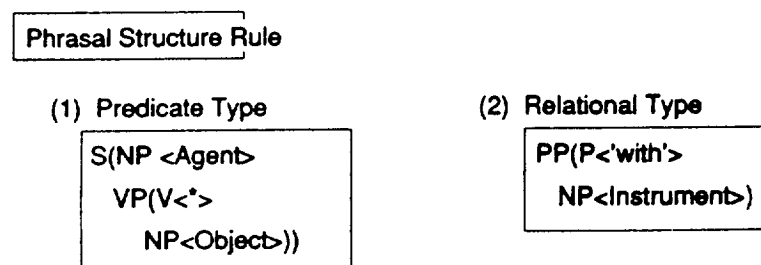 Phrasal Structure Rule
(1) Predicate Type
S(NP <Agent>
VP(V<*>
NP<Object>))
(2) Relational Type
PP(P<'with'>
NP<Instrument>)